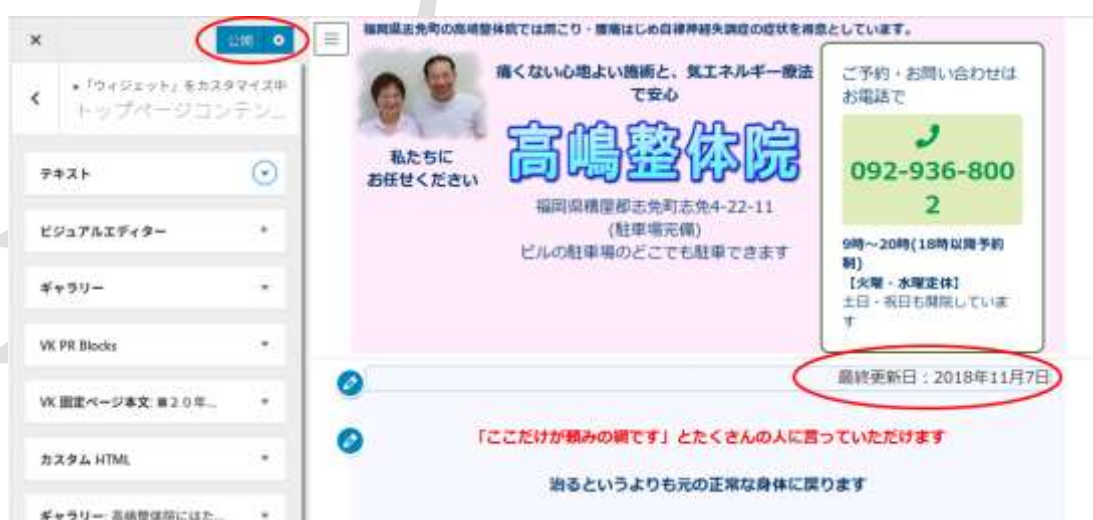 公開
「ウィジェット」をカスタマイズ中
トップページコンテン...
テキスト
ビジュアルエディター
ギャラリー
VK PR Blocks
VK 固定ページ本文: ■２０年...
カスタム HTML
ギャラリー: 高嶋整体院にはた...
福岡県志免町の高嶋整体院では肩こり・腰痛はじめ自律神経失調症の症状を得意としています。
痛くない心地よい施術と、気エネルギー療法
で安心
高嶋整体院
私たちに
お任せください
福岡県糟屋郡志免町志免4-22-11
(駐車場完備)
ビルの駐車場のどこでも駐車できます
ご予約・お問い合わせは
お電話で
092-936-800
2
9時～20時(18時以降予約
制)
【火曜・水曜定休】
土日・祝日も開院していま
す
最終更新日：2018年11月7日
「ここだけが頼みの綱です」とたくさんの人に言っていただけます
治るというよりも元の正常な身体に戻ります